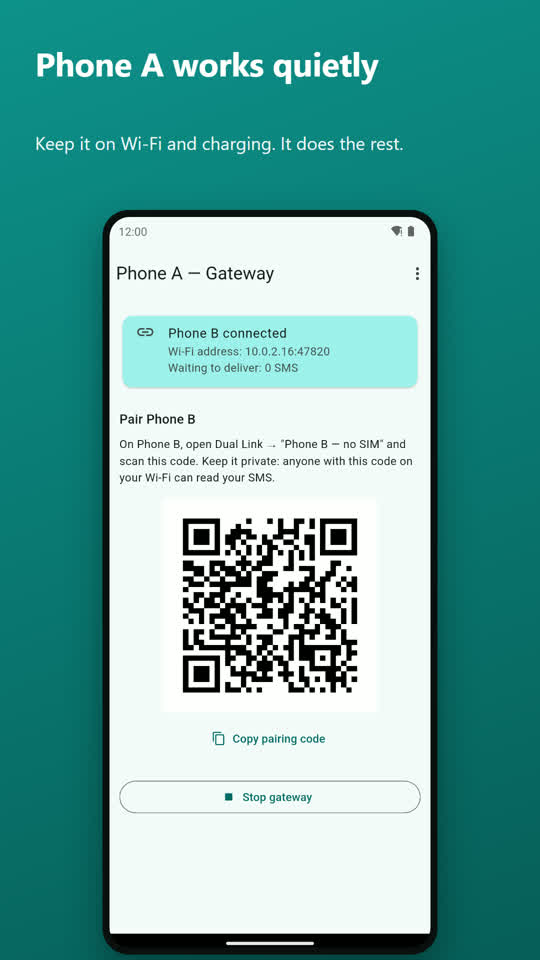 Phone A works quietly
Keep it on Wi-Fi and charging. It does the rest.
12:00
Phone A — Gateway
Phone B connected
Wi-Fi address: 10.0.2.16:47820
Waiting to deliver: 0 SMS
Pair Phone B
On Phone B, open Dual Link → "Phone B — no SIM" and
scan this code. Keep it private: anyone with this code on
your Wi-Fi can read your SMS.
Copy pairing code
Stop gateway